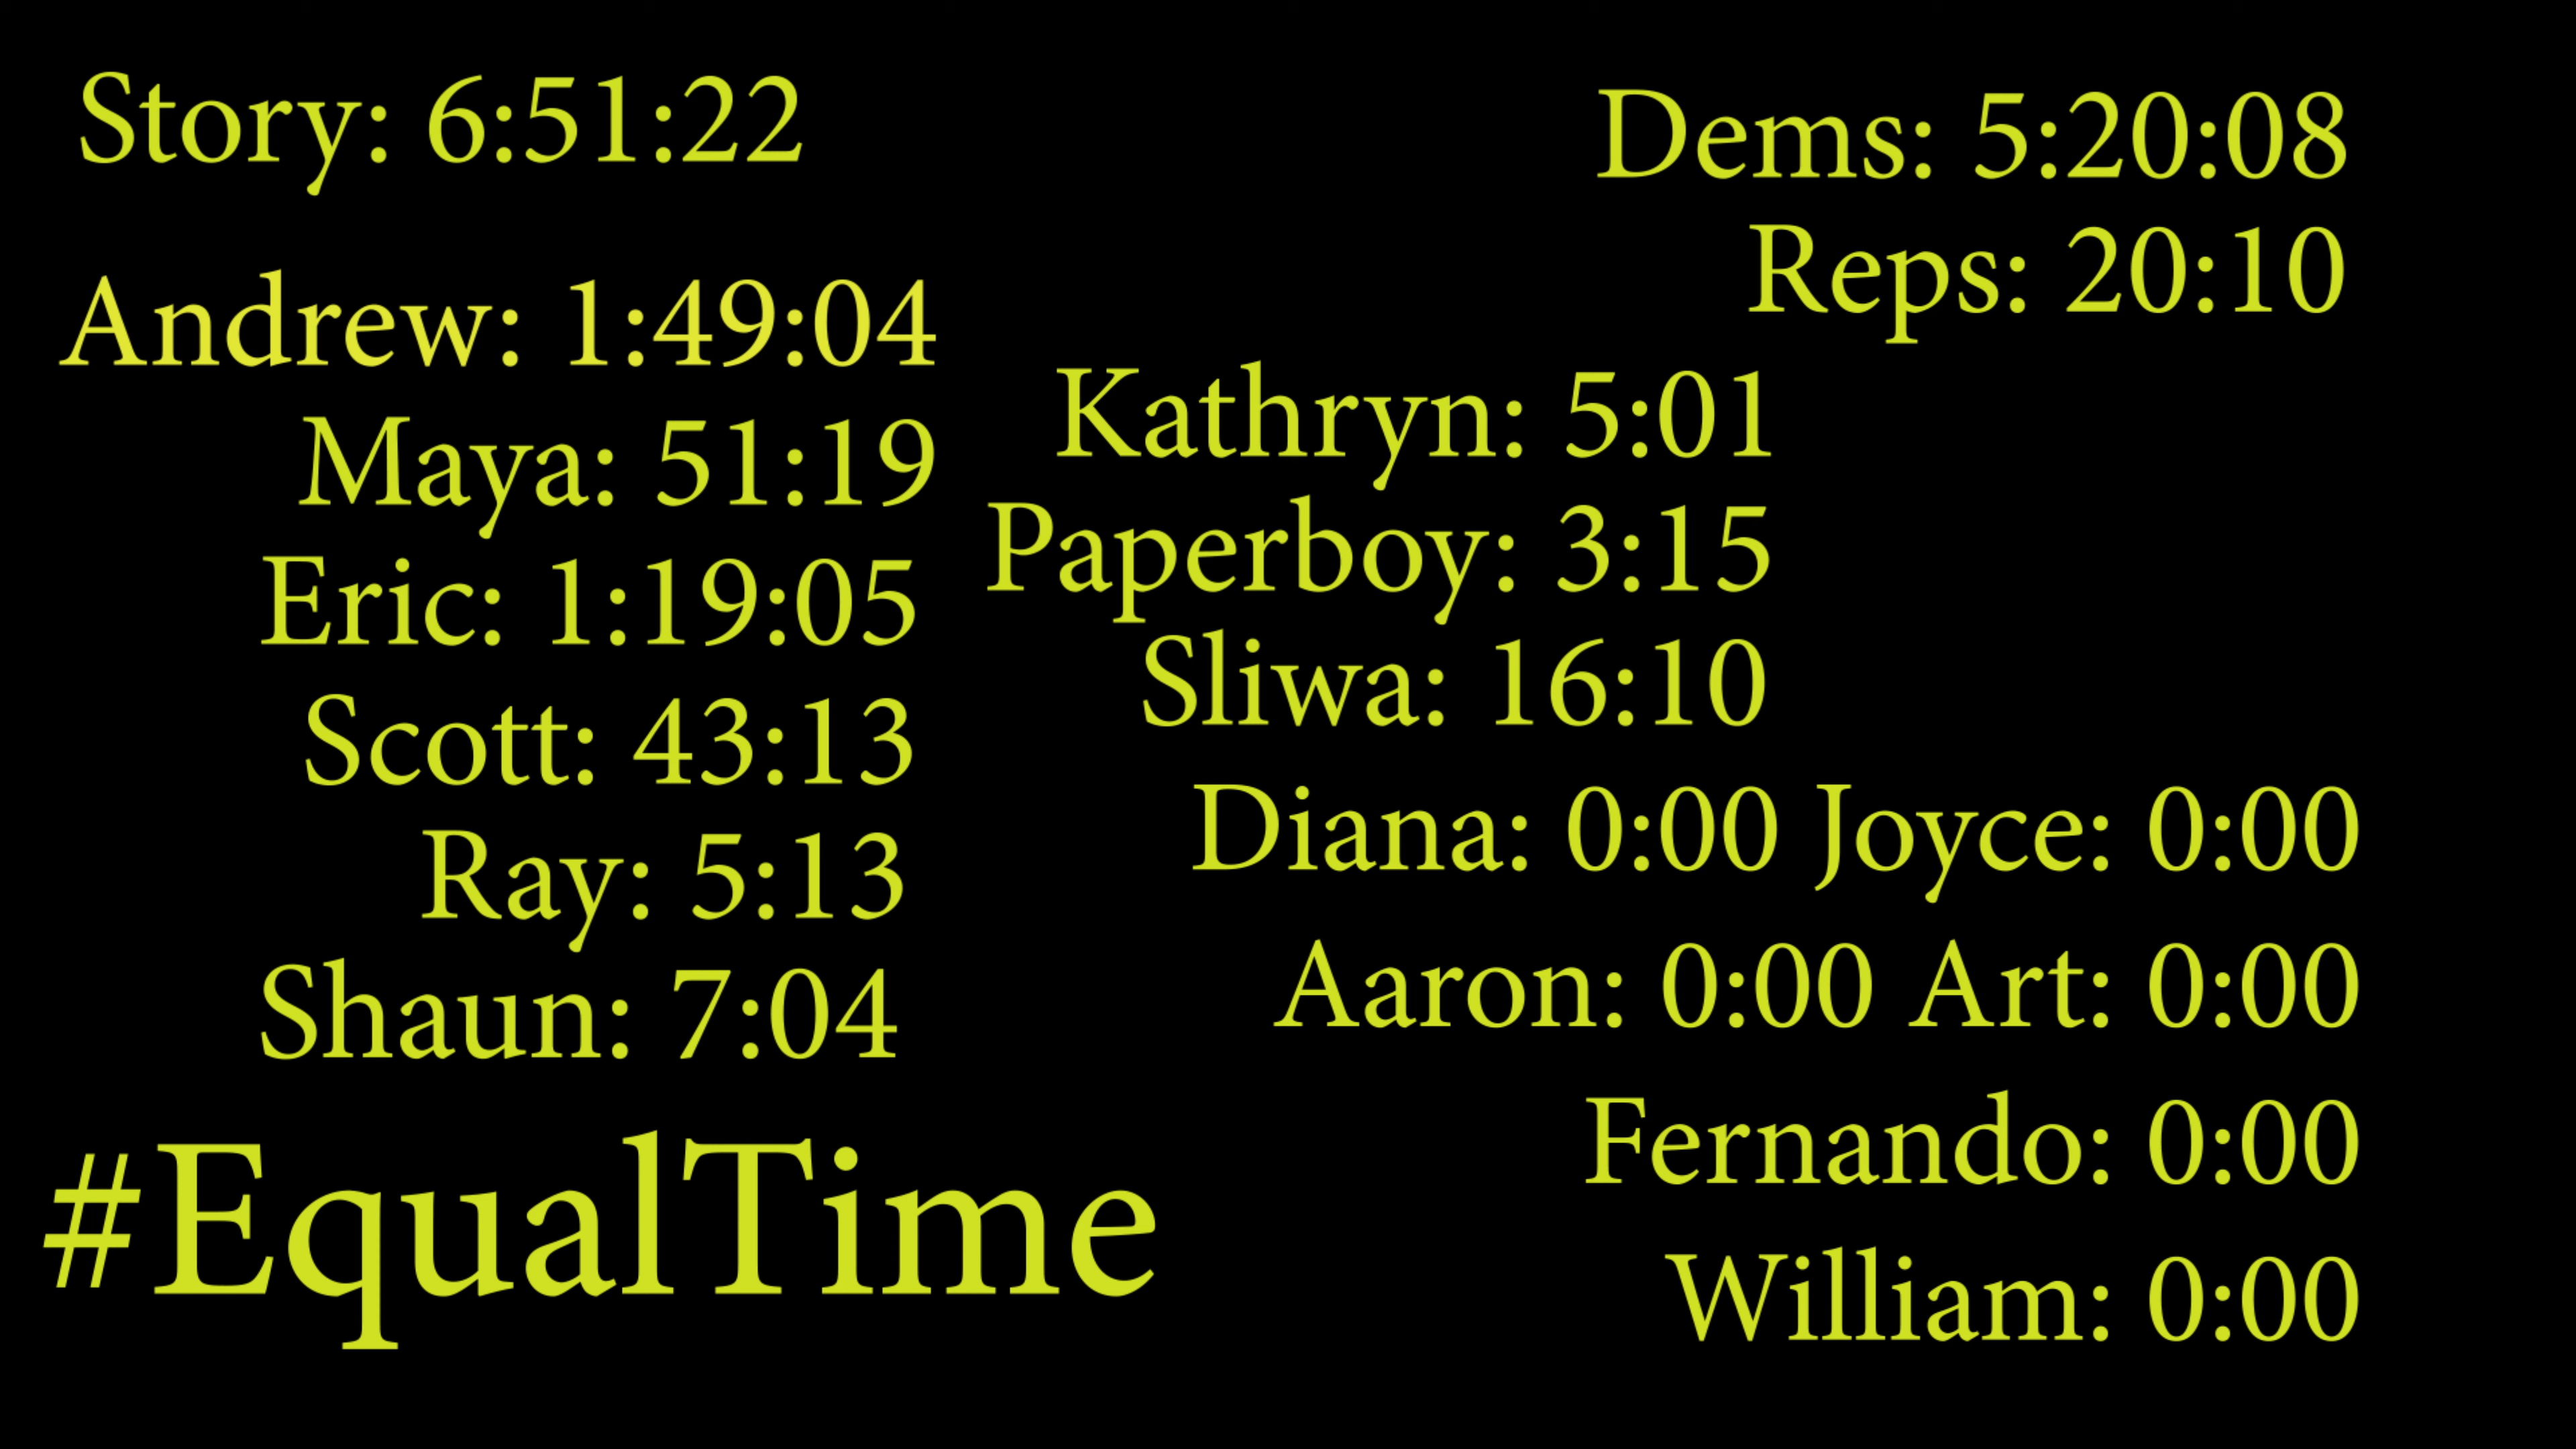 Story: 6:51:22
Andrew: 1:49:04
Maya: 51:19
Eric: 1:19:05
Scott: 43:13
Ray: 5:13
Shaun: 7:04
#EqualTime
Dems: 5:20:08
Reps: 20:10
Kathryn: 5:01
Paperboy: 3:15
Sliwa: 16:10
Diana: 0:00 Joyce: 0:00
Aaron: 0:00 Art: 0:00
Fernando: 0:00
William: 0:00